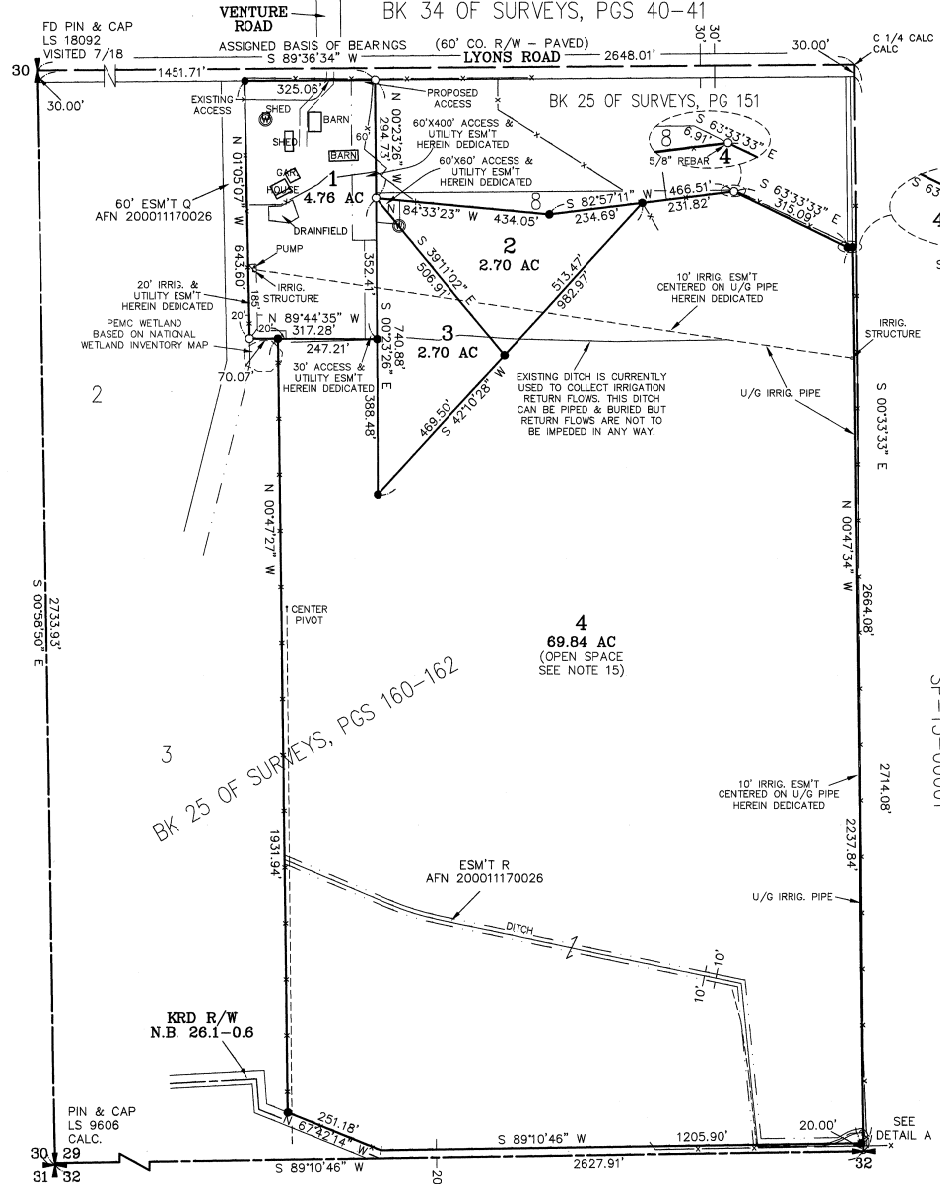 BK 34 OF SURVEYS, PGS 40-41
VENTURE
ROAD
FD PIN & CAP
LS 18092
VISITED 7/18
ASSIGNED BASIS OF BEARINGS
(60' CO. R/W - PAVED)
S 89°36'34" W
LYONS ROAD
2648.01'
30'
30'
30.00'
C 1/4 CALC
CALC
30
1451.71'
325.06'
30.00'
EXISTING
ACCESS
SHED
W
BARN
SHED
BARN
GAR
HOUSE
1
4.76 AC
DRAINFIELD
60'
PROPOSED
ACCESS
N 00°23'26" W
294.73'
60'X400' ACCESS &
UTILITY ESM'T
HEREIN DEDICATED
60'X60' ACCESS &
UTILITY ESM'T
HEREIN DEDICATED
BK 25 OF SURVEYS, PG 151
S 63°33'33" E
6.91'
5/8" REBAR
4
8
8
N 84°33'23" W
434.05'
S 82°57'11" W
234.69'
466.51'
231.82'
S 63°33'33" E
315.09'
S 63°
4
S
N 01°05'07" W
643.60'
60' ESM'T Q
AFN 200011170026
PUMP
IRRIG.
STRUCTURE
185'
20' IRRIG. &
UTILITY ESM'T
HEREIN DEDICATED
20'
20'
PEMC WETLAND
BASED ON NATIONAL
WETLAND INVENTORY MAP
N 89°44'35" W
317.28'
247.21'
70.07'
30' ACCESS &
UTILITY ESM'T
HEREIN DEDICATED
352.41'
S 00°23'26" E
740.88'
388.48'
W
S 39°11'02" E
506.91'
2
2.70 AC
513.47'
982.97'
3
2.70 AC
469.50'
S 42°10'28" W
10' IRRIG. ESM'T
CENTERED ON U/G PIPE
HEREIN DEDICATED
IRRIG.
STRUCTURE
U/G IRRIG. PIPE
EXISTING DITCH IS CURRENTLY
USED TO COLLECT IRRIGATION
RETURN FLOWS. THIS DITCH
CAN BE PIPED & BURIED BUT
RETURN FLOWS ARE NOT TO
BE IMPEDED IN ANY WAY.
2
S 00°33'33" E
N 00°47'27" W
N 00°47'34" W
S 00°58'50" E
2733.93'
2664.08'
CENTER
PIVOT
4
69.84 AC
(OPEN SPACE
SEE NOTE 15)
3
BK 25 OF SURVEYS, PGS 160-162
1931.94'
10' IRRIG. ESM'T
CENTERED ON U/G PIPE
HEREIN DEDICATED
2714.08'
2237.84'
ESM'T R
AFN 200011170026
U/G IRRIG. PIPE
DITCH
10'
10'
KRD R/W
N.B. 26.1-0.6
PIN & CAP
LS 9606
CALC.
251.18'
N 67°42'14" W
S 89°10'46" W
1205.90'
20.00'
SEE
DETAIL A
30
29
31
32
S 89°10'46" W
20
2627.91'
32